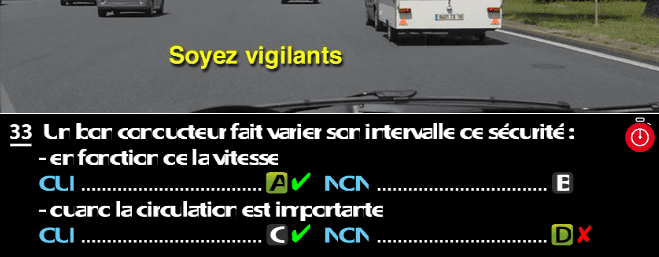 Soyez vigilants
33 Un bon conducteur fait varier son intervalle de sécurité :
- en fonction de la vitesse
OUI ............................... A ✔ NON ............................... B
- quand la circulation est importante
OUI ............................... C ✔ NON ............................... D ✘